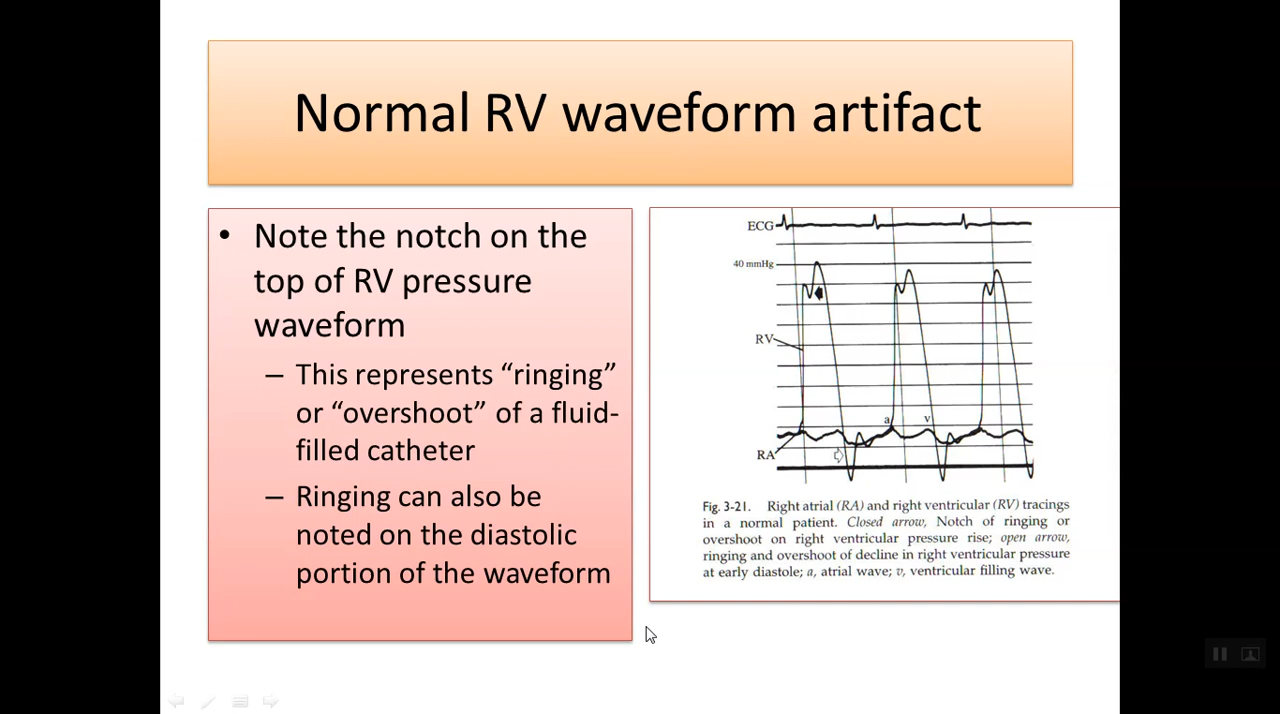 Normal RV waveform artifact
• Note the notch on the
top of RV pressure
waveform
– This represents “ringing”
or “overshoot” of a fluid-
filled catheter
– Ringing can also be
noted on the diastolic
portion of the waveform
ECG
40 mmHg
RV
a
v
RA
Fig. 3-21. Right atrial (RA) and right ventricular (RV) tracings
in a normal patient. Closed arrow, Notch of ringing or
overshoot on right ventricular pressure rise; open arrow,
ringing and overshoot of decline in right ventricular pressure
at early diastole; a, atrial wave; v, ventricular filling wave.